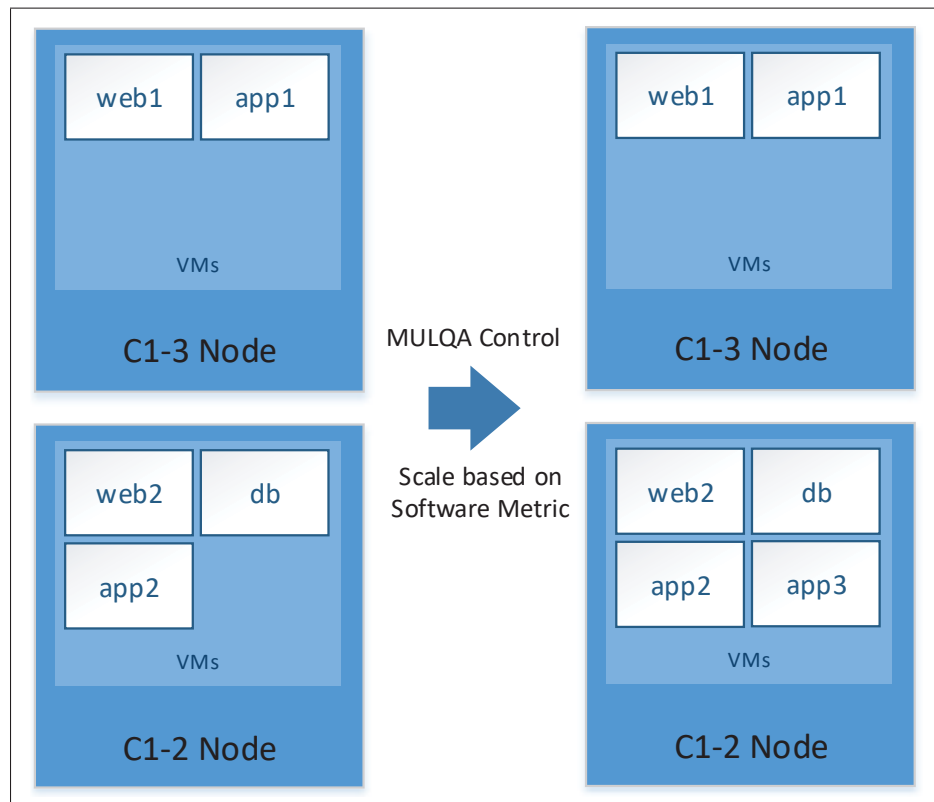 web1 app1
VMs
C1-3 Node
web2 db
app2
VMs
C1-2 Node
MULQA Control
Scale based on
Software Metric
web1 app1
VMs
C1-3 Node
web2 db
app2 app3
VMs
C1-2 Node